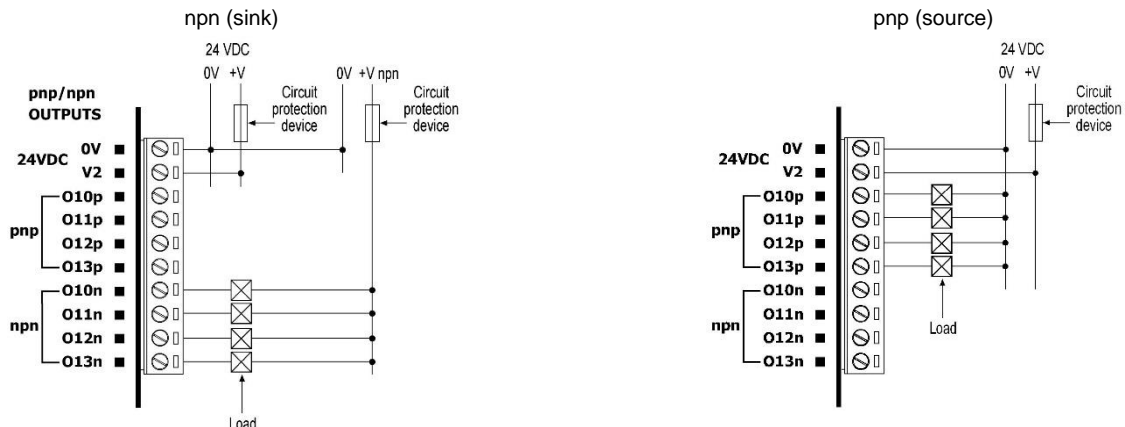 npn (sink)
24 VDC
0V +V 0V +V npn
pnp/npn
OUTPUTS
Circuit
protection
device
Circuit
protection
device
24VDC
0V
V2
pnp
O10p
O11p
O12p
O13p
npn
O10n
O11n
O12n
O13n
Load
pnp (source)
24 VDC
0V +V
Circuit
protection
device
24VDC
0V
V2
pnp
O10p
O11p
O12p
O13p
npn
O10n
O11n
O12n
O13n
Load